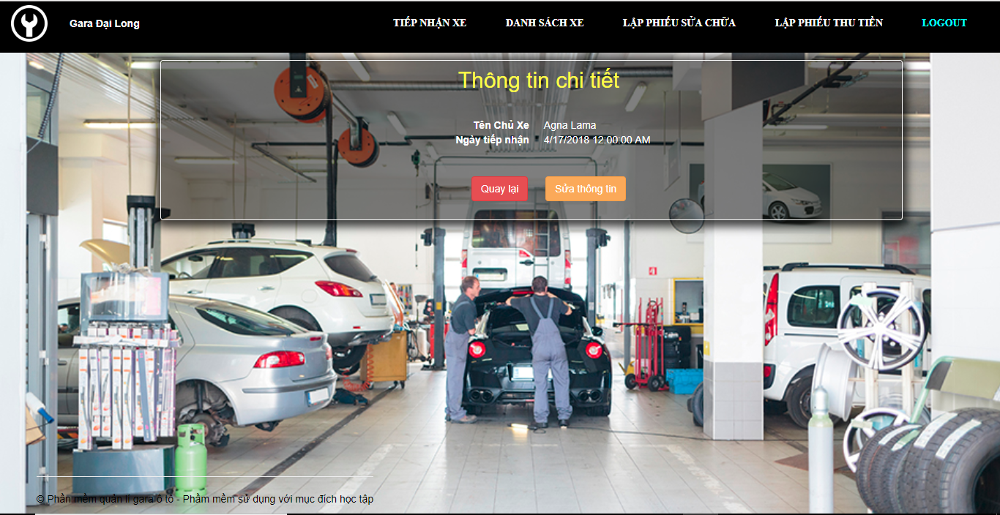 Gara Đại Long
TIẾP NHẬN XE
DANH SÁCH XE
LẬP PHIẾU SỬA CHỮA
LẬP PHIẾU THU TIỀN
LOGOUT
Thông tin chi tiết
Tên Chủ Xe Agna Lama
Ngày tiếp nhận 4/17/2018 12:00:00 AM
Quay lại
Sửa thông tin
4
© Phần mềm quản lí gara ô tô - Phầm mềm sử dụng với mục đích học tập